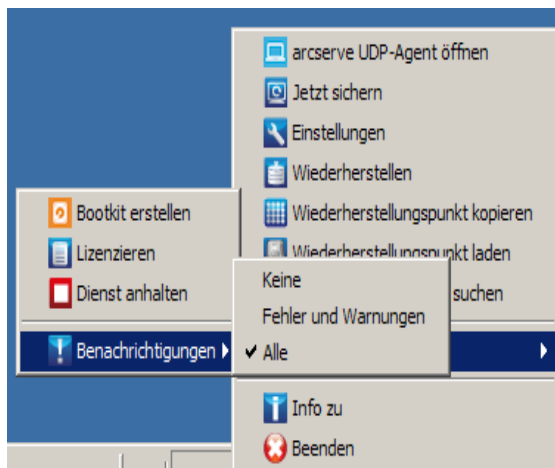 arcserve UDP-Agent öffnen
Jetzt sichern
Einstellungen
Wiederherstellen
Wiederherstellungspunkt kopieren
Wiederherstellungspunkt laden
suchen
Info zu
Beenden
Bootkit erstellen
Lizenzieren
Dienst anhalten
Benachrichtigungen
Keine
Fehler und Warnungen
Alle